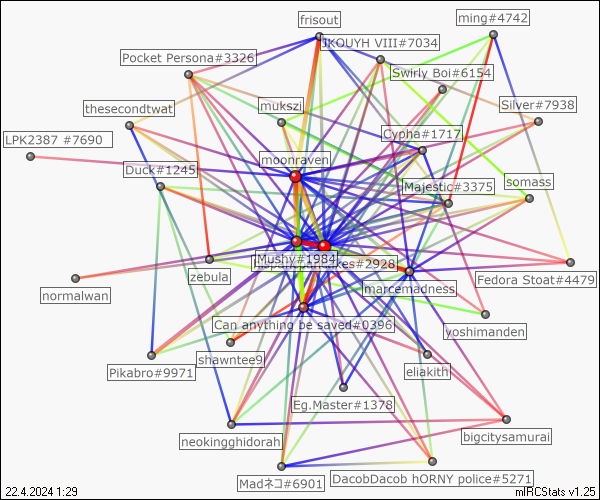 frisout
ming#4742
JKOUYH VIII#7034
Pocket Persona#3326
Swirly Boi#6154
thesecondtwat
mukszi
Silver#7938
Cypha#1717
LPK2387 #7690
moonraven
Duck#1245
Majestic#3375
somass
Mushy#1984
cakes#2928
zebula
marcemadness
Fedora Stoat#4479
normalwan
Can anything be saved#0396
yoshimanden
shawntee9
Pikabro#9971
eliakith
Eg.Master#1378
neokingghidorah
bigcitysamurai
Madネコ#6901
DacobDacob hORNY police#5271
22.4.2024 1:29
mIRCStats v1.25